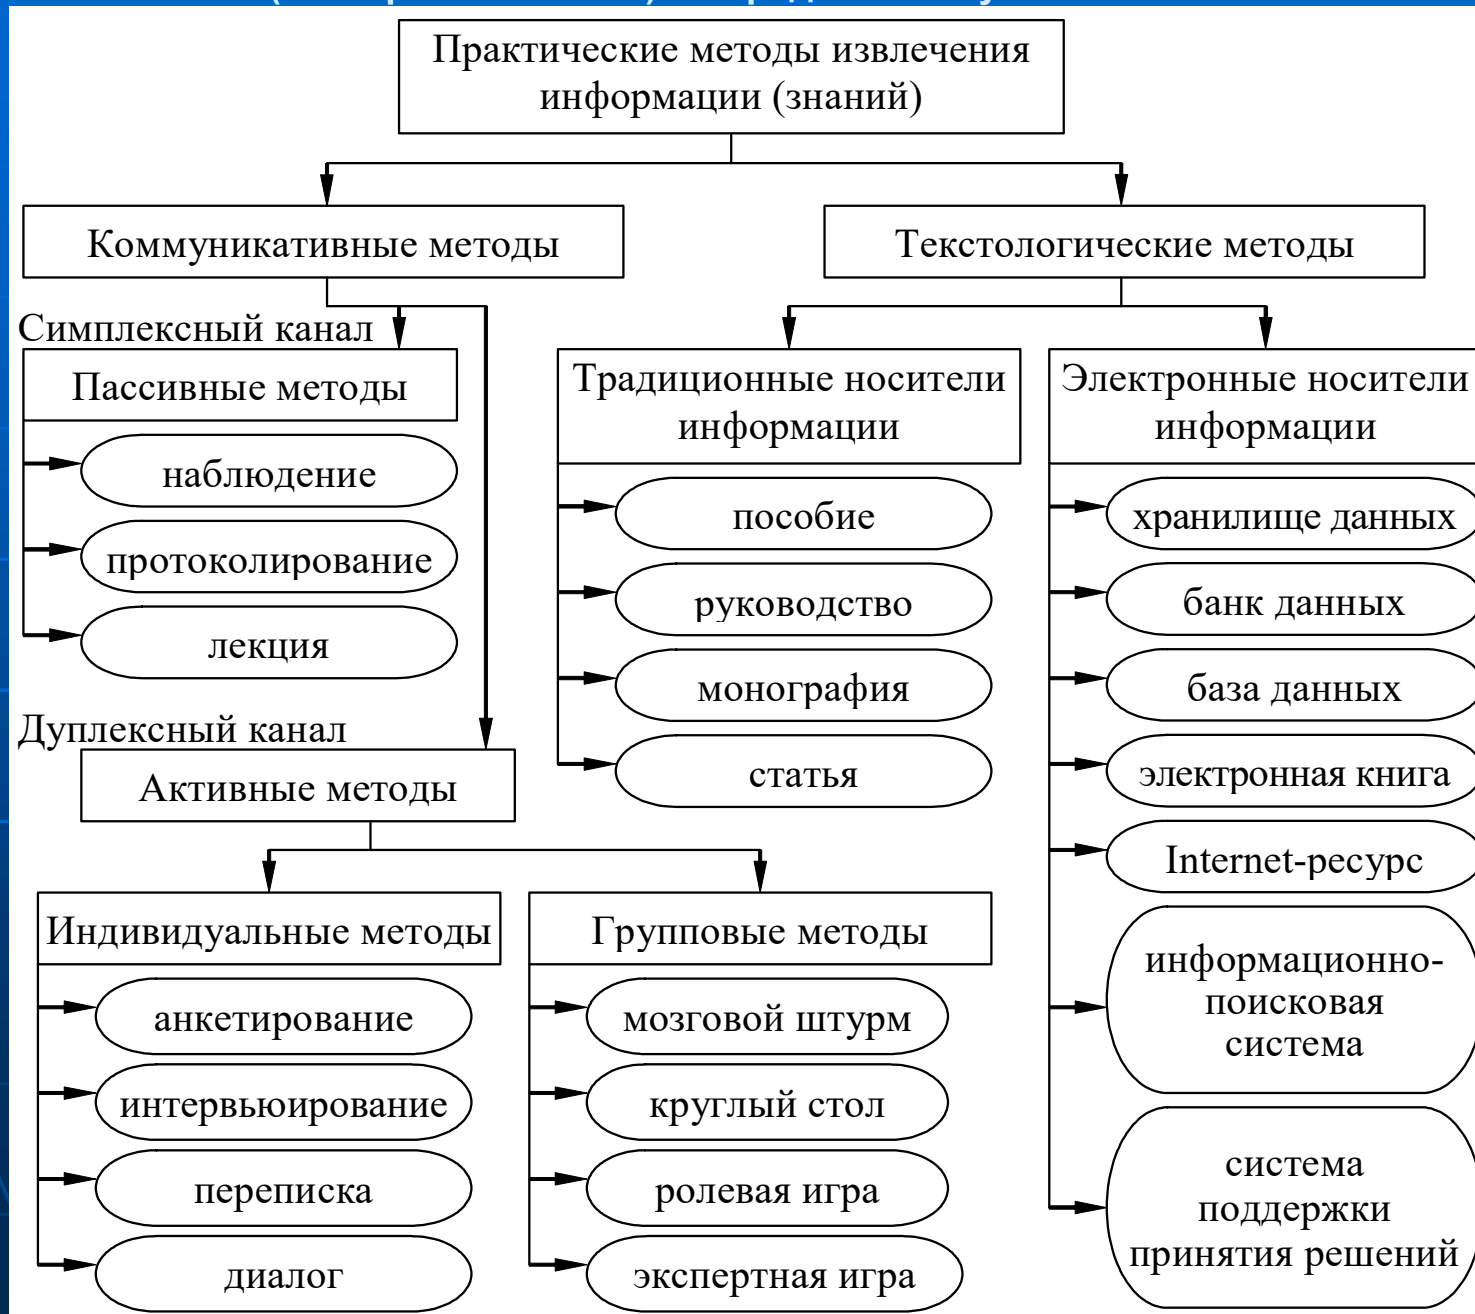 Практические методы извлечения
информации (знаний)
Коммуникативные методы
Текстологические методы
Симплексный канал
Пассивные методы
наблюдение
протоколирование
лекция
Дуплексный канал
Активные методы
Индивидуальные методы
анкетирование
интервьюирование
переписка
диалог
Групповые методы
мозговой штурм
круглый стол
ролевая игра
экспертная игра
Традиционные носители
информации
пособие
руководство
монография
статья
Электронные носители
информации
хранилище данных
банк данных
база данных
электронная книга
Internet-ресурс
информационно-
поисковая
система
система
поддержки
принятия решений